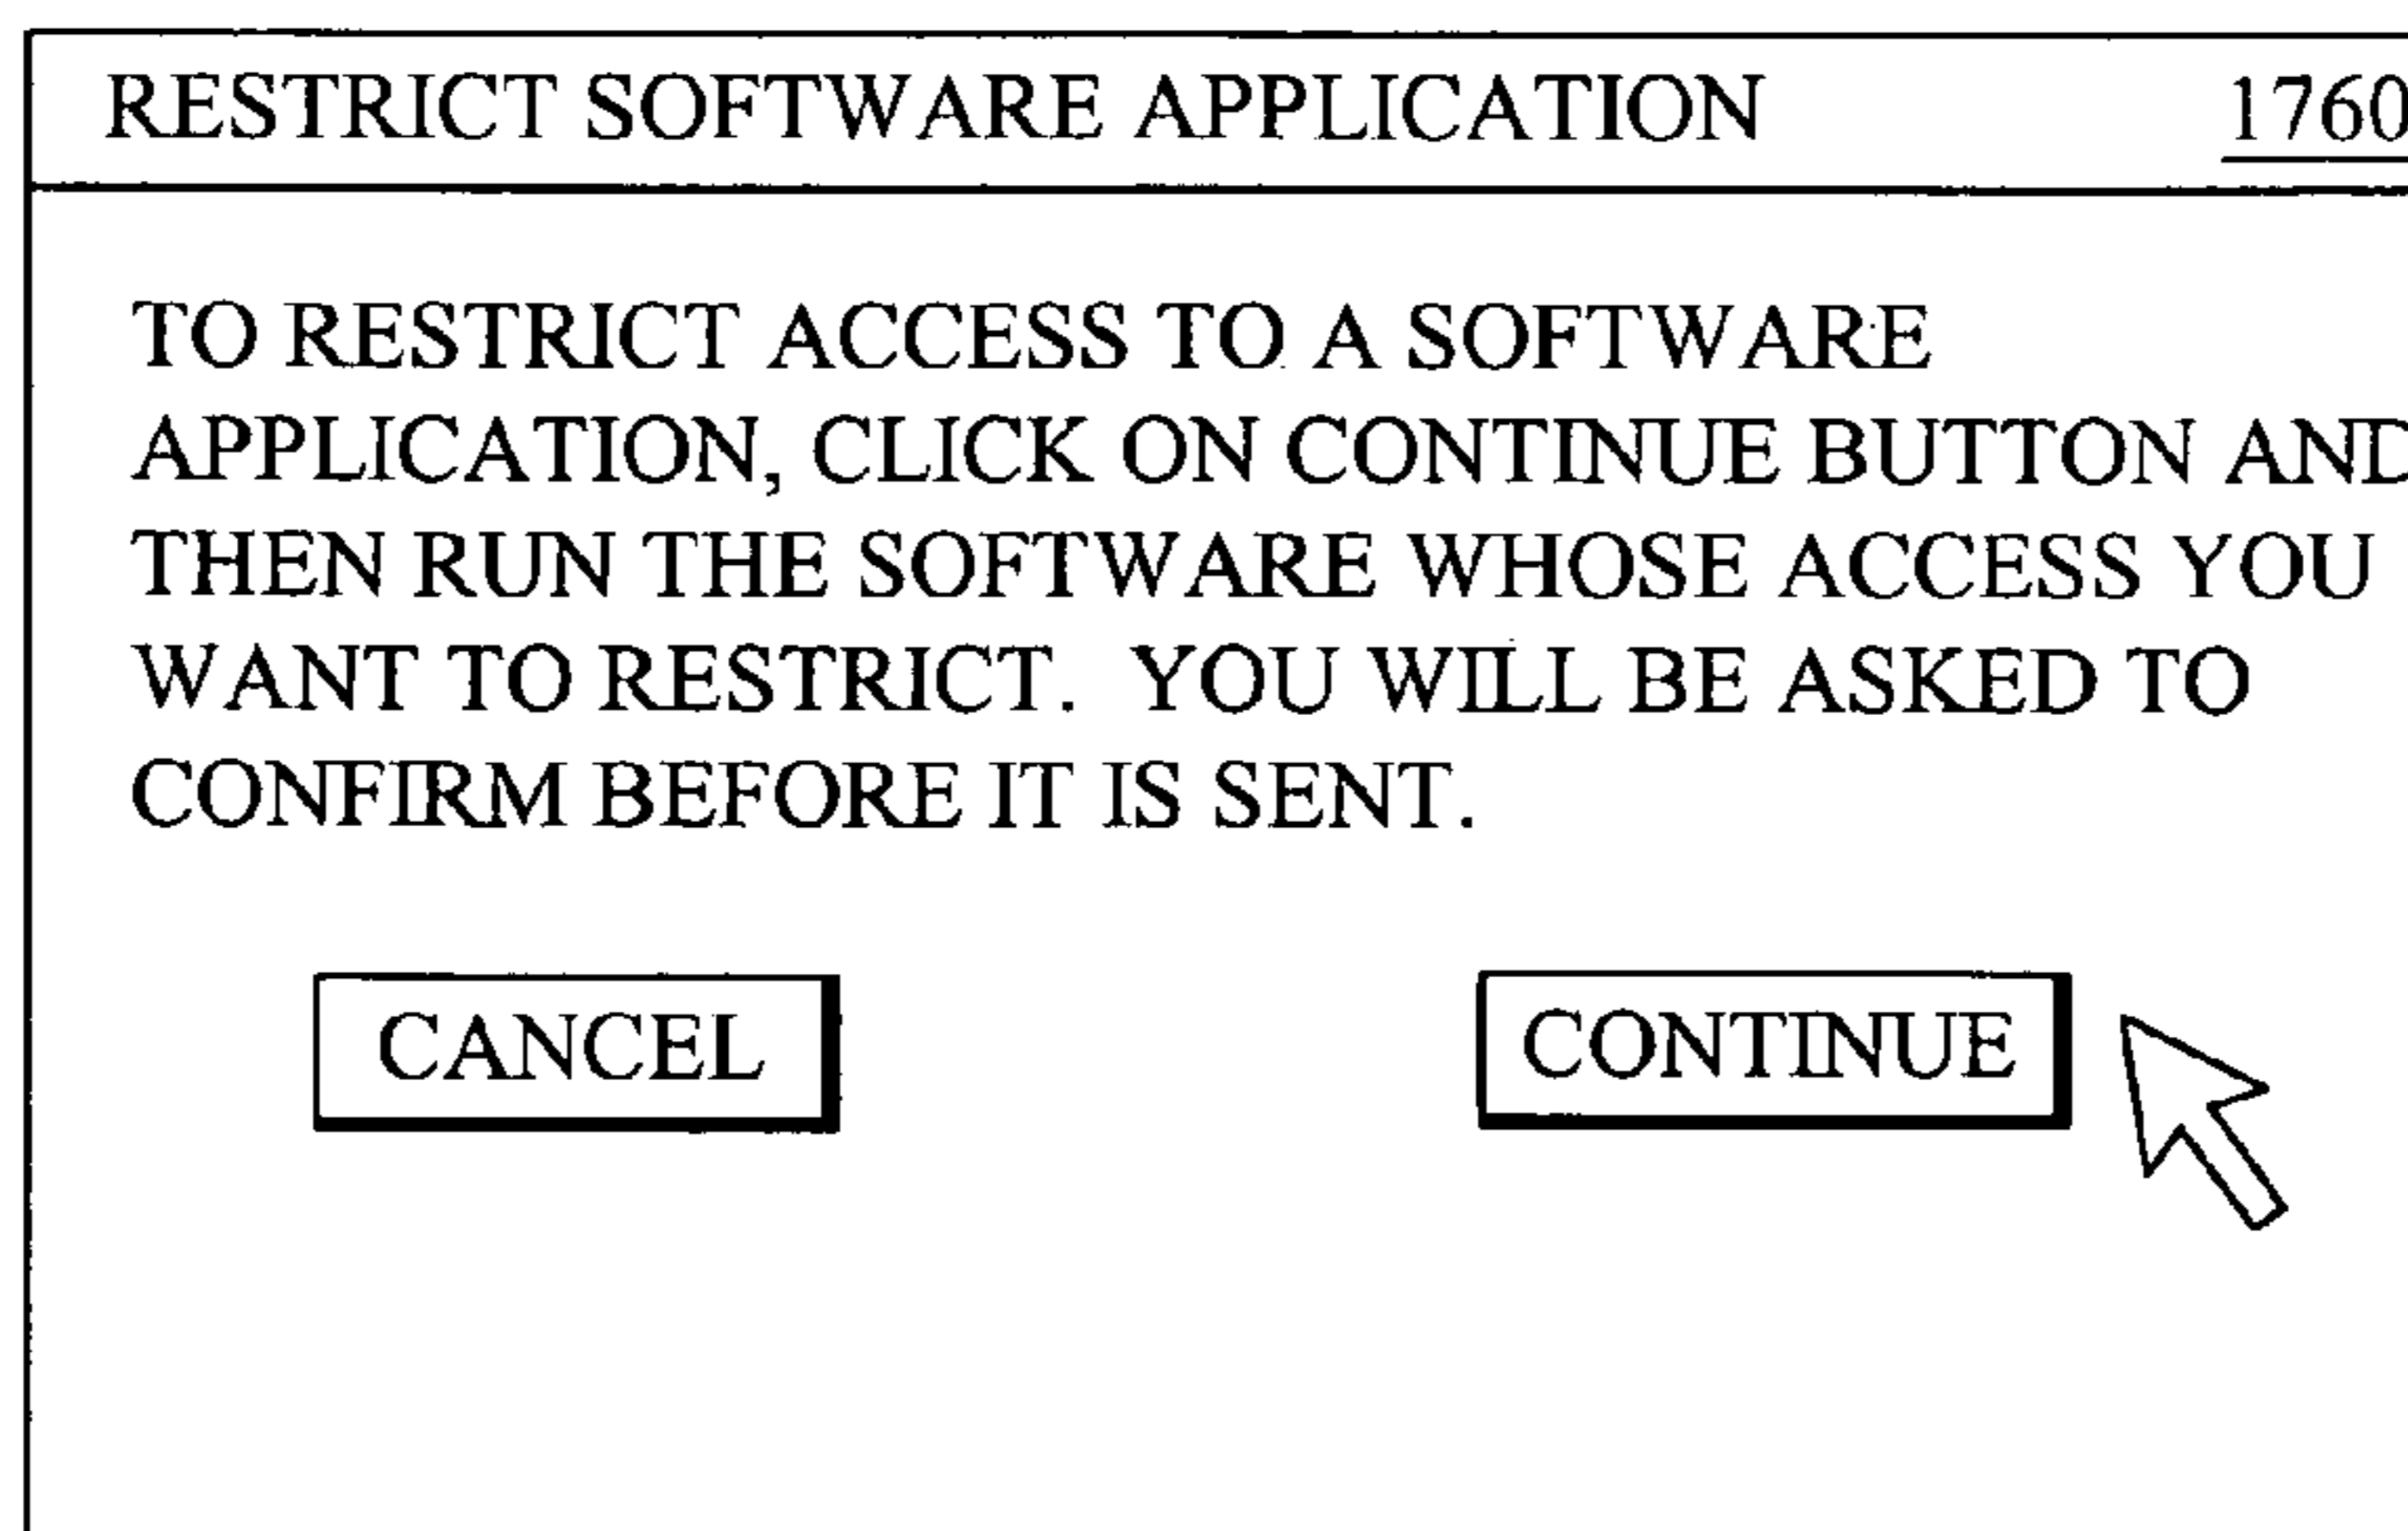 RESTRICT SOFTWARE APPLICATION 1760
TO RESTRICT ACCESS TO A SOFTWARE
APPLICATION, CLICK ON CONTINUE BUTTON AND
THEN RUN THE SOFTWARE WHOSE ACCESS YOU
WANT TO RESTRICT. YOU WILL BE ASKED TO
CONFIRM BEFORE IT IS SENT.
CANCEL CONTINUE